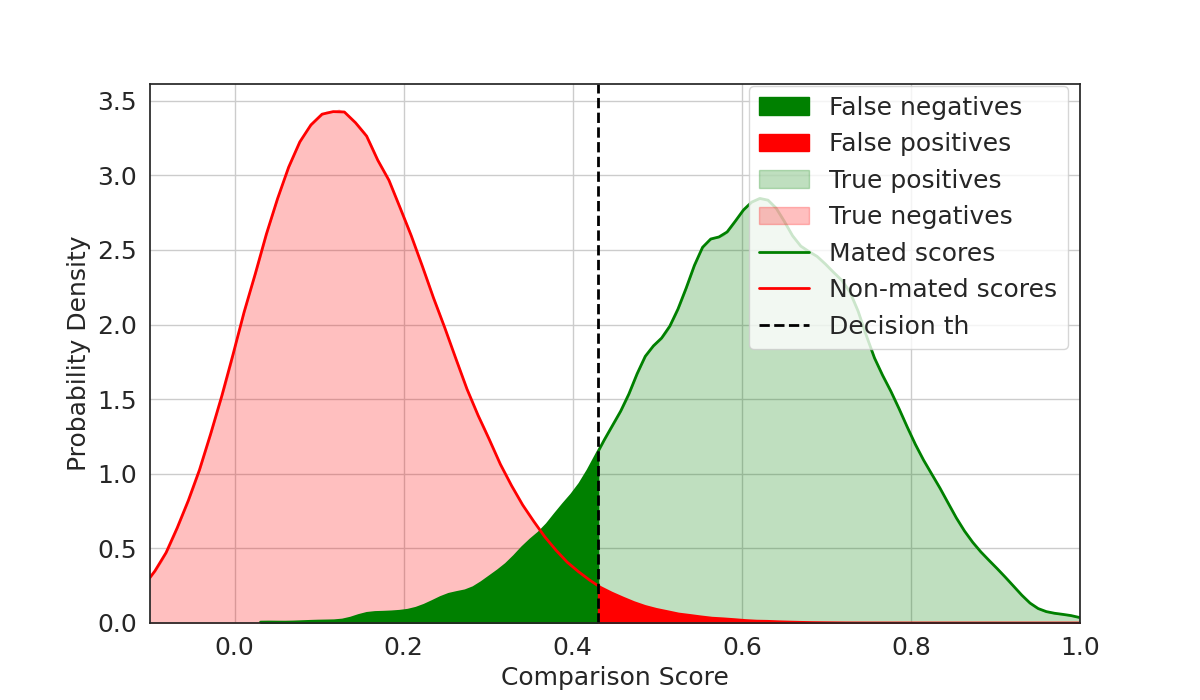 3.5
3.0
2.5
2.0
1.5
1.0
0.5
0.0
Probability Density
False negatives
False positives
True positives
True negatives
Mated scores
Non-mated scores
Decision th
0.0 0.2 0.4 0.6 0.8 1.0
Comparison Score